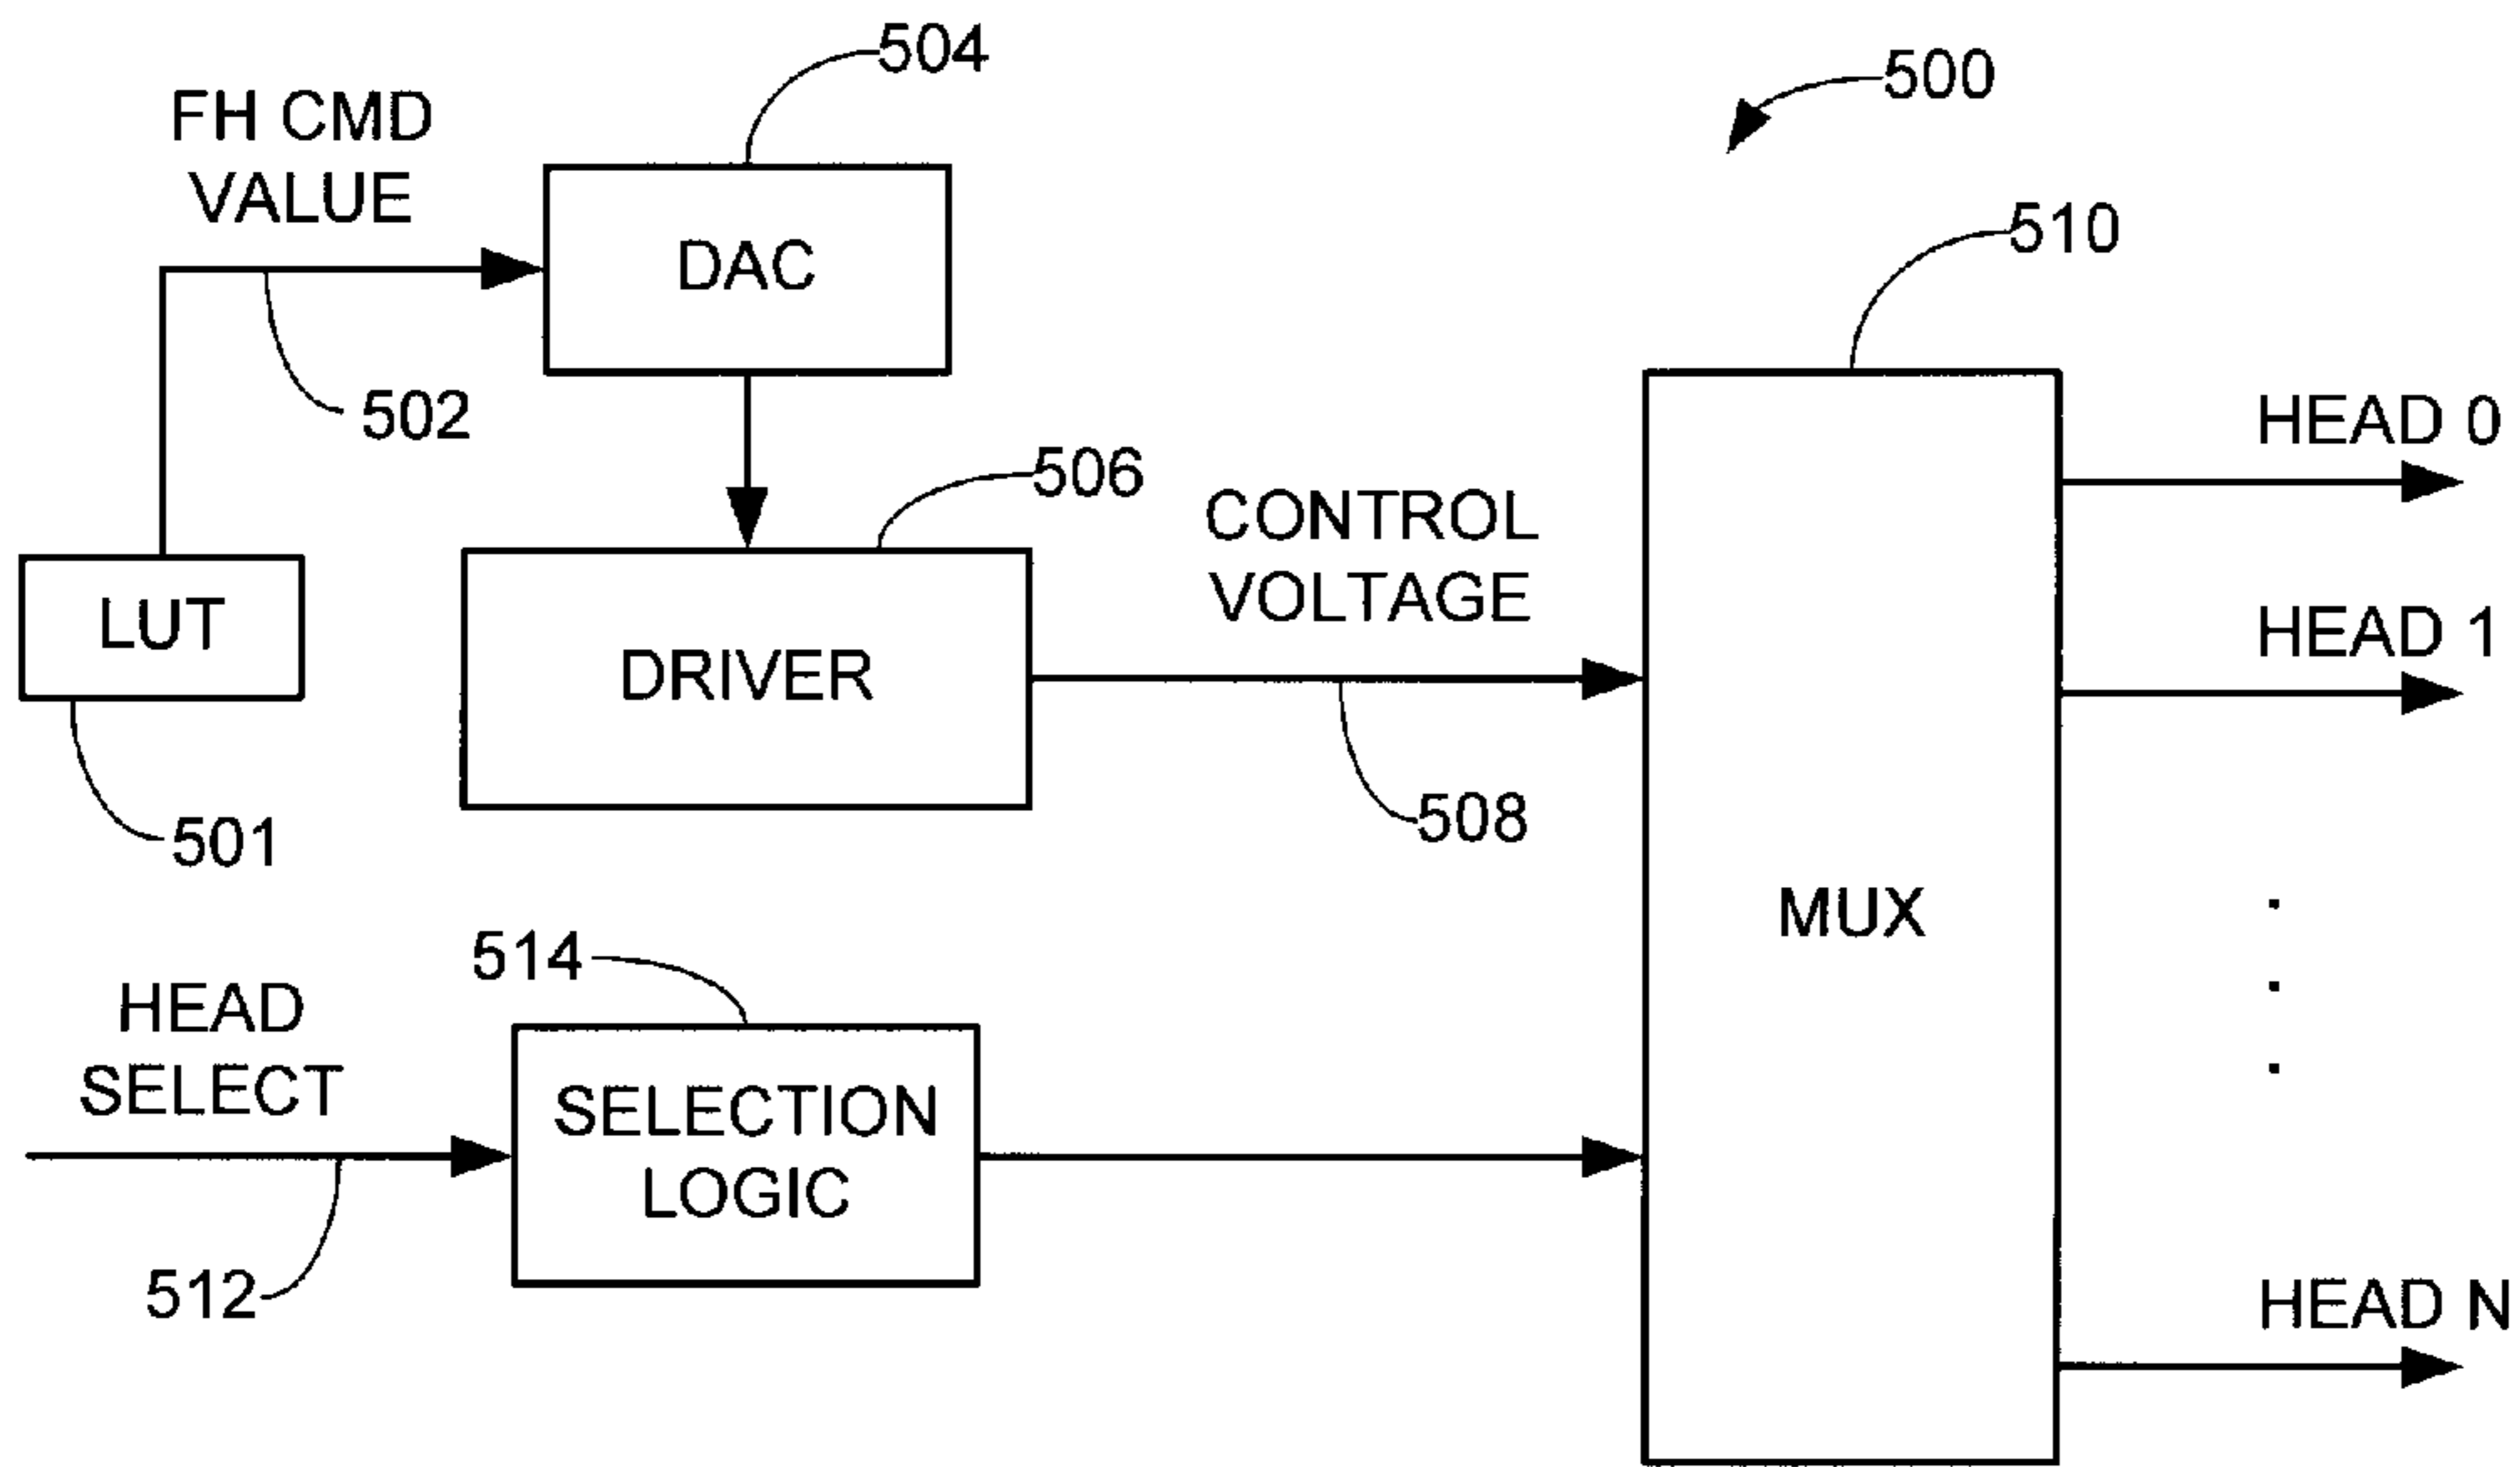 504
500
FH CMD
VALUE
510
DAC
502
HEAD 0
506
CONTROL
VOLTAGE
LUT
HEAD 1
DRIVER
501
508
MUX
514
HEAD
SELECT
SELECTION
LOGIC
512
HEAD N